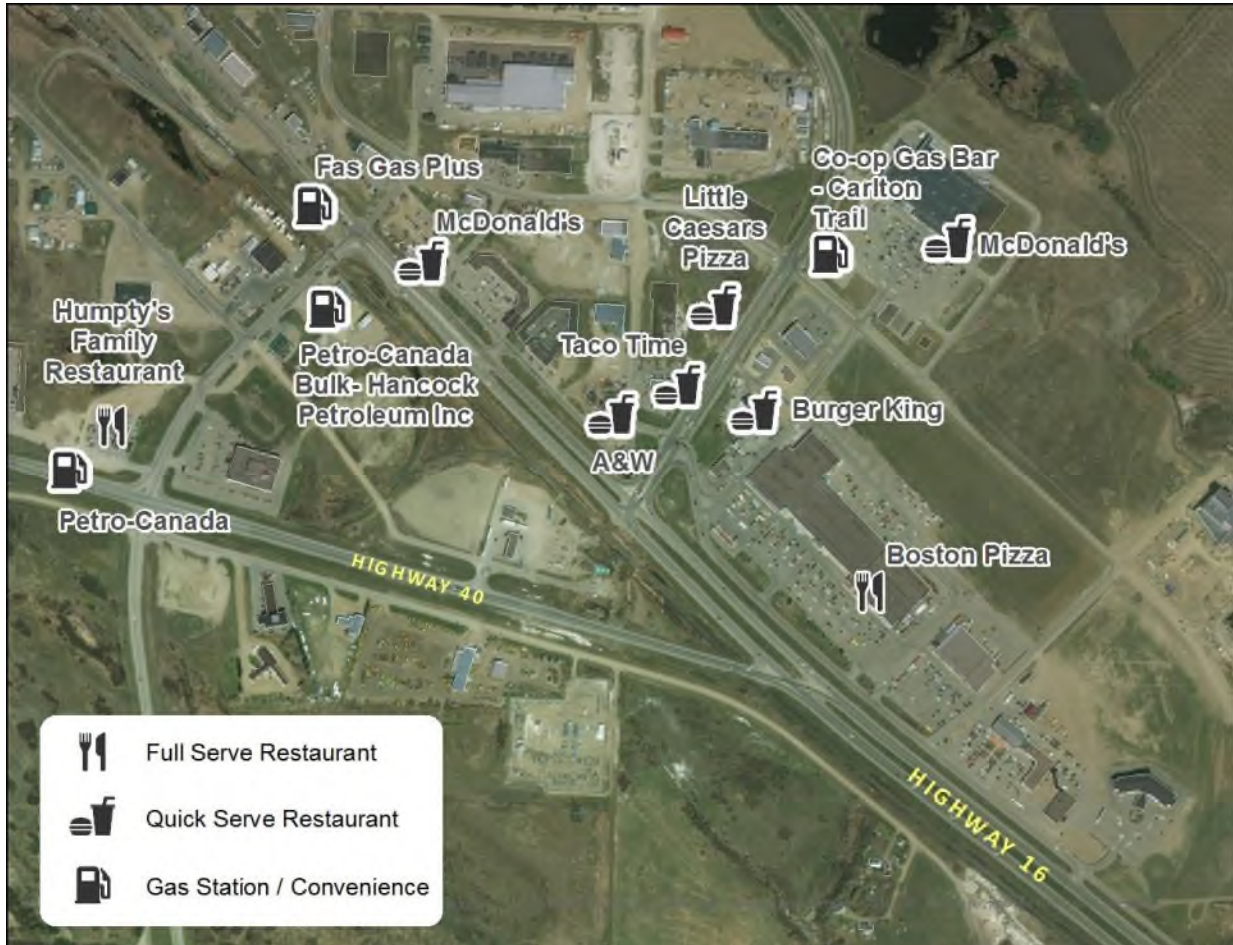 Fas Gas Plus
McDonald's
Co-op Gas Bar
- Carlton
Trail
Little
Caesars
Pizza
McDonald's
Humpty's
Family
Restaurant
Petro-Canada
Bulk- Hancock
Petroleum Inc
Taco Time
Burger King
A&W
Petro-Canada
Boston Pizza
HIGHWAY 40
HIGHWAY 16
Full Serve Restaurant
Quick Serve Restaurant
Gas Station / Convenience